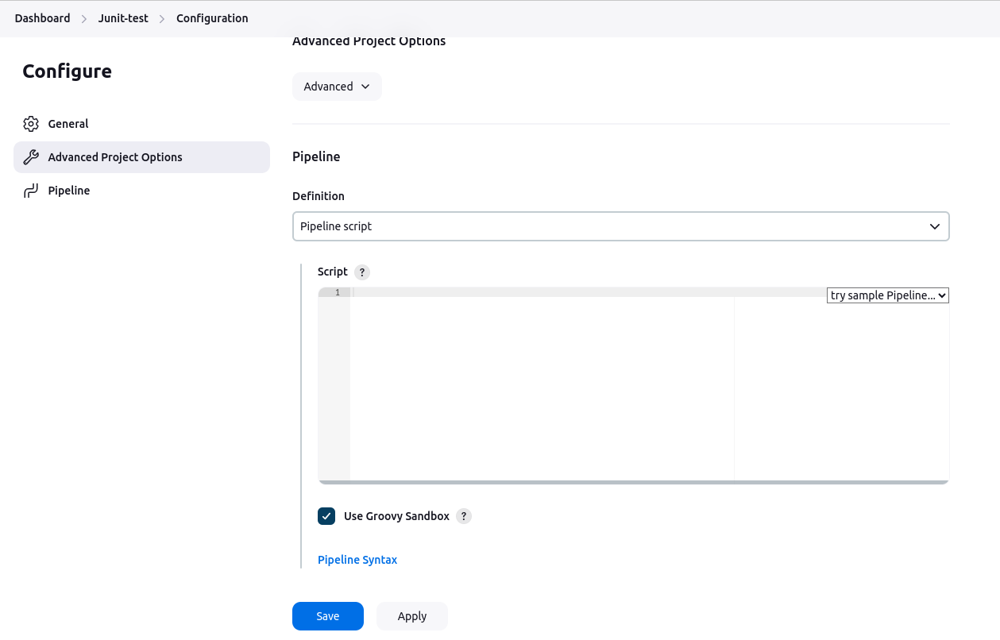 Dashboard > Junit-test > Configuration
Advanced Project Options
Configure
Advanced
General
Advanced Project Options
Pipeline
Pipeline
Definition
Pipeline script
Script ?
1
try sample Pipeline...
Use Groovy Sandbox ?
Pipeline Syntax
Save Apply